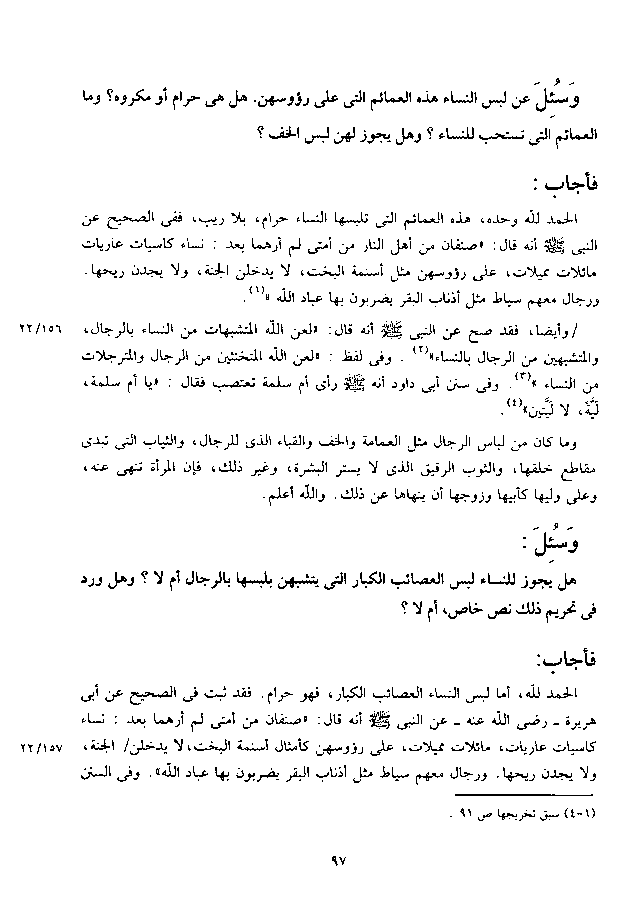 وَسُئِلَ عن لبس النساء هذه العمائم التى على رؤوسهن. هل هى حرام أو مكروه؟ وما
العمائم التى تستحب للنساء ؟ وهل يجوز لهن لبس الخف ؟
فأجاب :
الحمد لله وحده، هذه العمائم التى تلبسها النساء حرام، بلا ريب، ففى الصحيح عن
النبى ﷺ أنه قال: «صنفان من أهل النار من أمتى لم أرهما بعد : نساء كاسيات عاريات
مائلات مميلات، على رؤوسهن مثل أسنمة البخت، لا يدخلن الجنة، ولا يجدن ريحها.
ورجال معهم سياط مثل أذناب البقر يضربون بها عباد الله »(١).
/ وأيضا، فقد صح عن النبى ﷺ أنه قال: «لعن الله المتشبهات من النساء بالرجال، ٢٢/١٥٦
والمتشبهين من الرجال بالنساء»(٢) . وفى لفظ : «لعن الله المتخنثين من الرجال والمترجلات
من النساء »(٣). وفى سنن أبى داود أنه ﷺ رأى أم سلمة تعتصب فقال : «يا أم سلمة،
لَيَّةً، لا لَيَّتين»(٤).
وما كان من لباس الرجال مثل العمامة والخف والقباء الذى للرجال، والثياب التى تبدى
مقاطع خلقها، والثوب الرقيق الذى لا يستر البشرة، وغير ذلك، فإن المرأة تنهى عنه،
وعلى وليها كأبيها وزوجها أن ينهاها عن ذلك. والله أعلم.
وَسُئِلَ :
هل يجوز للنساء لبس العصائب الكبار التى يتشبهن بلبسها بالرجال أم لا ؟ وهل ورد
فى تحريم ذلك نص خاص، أم لا ؟
فأجاب:
الحمد لله، أما لبس النساء العصائب الكبار، فهو حرام. فقد ثبت فى الصحيح عن أبى
هريرة ـ رضى الله عنه ـ عن النبى ﷺ أنه قال: «صنفان من أمتى لم أرهما بعد : نساء
كاسيات عاريات، مائلات مميلات، على رؤوسهن كأمثال أسنمة البخت، لا يدخلن/ الجنة، ٢٢/١٥٧
ولا يجدن ريحها. ورجال معهم سياط مثل أذناب البقر يضربون بها عباد الله». وفى السنن
(١-٤) سبق تخريجها ص ٩١ .
٩٧